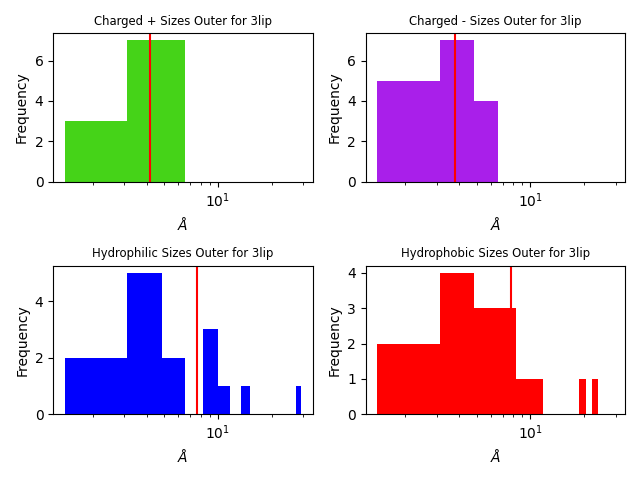 Charged + Sizes Outer for 3lip
Charged - Sizes Outer for 3lip
Frequency
6
4
2
0
10¹
Å
Frequency
6
4
2
0
10¹
Å
Hydrophilic Sizes Outer for 3lip
Hydrophobic Sizes Outer for 3lip
Frequency
4
2
0
10¹
Å
Frequency
4
3
2
1
0
10¹
Å